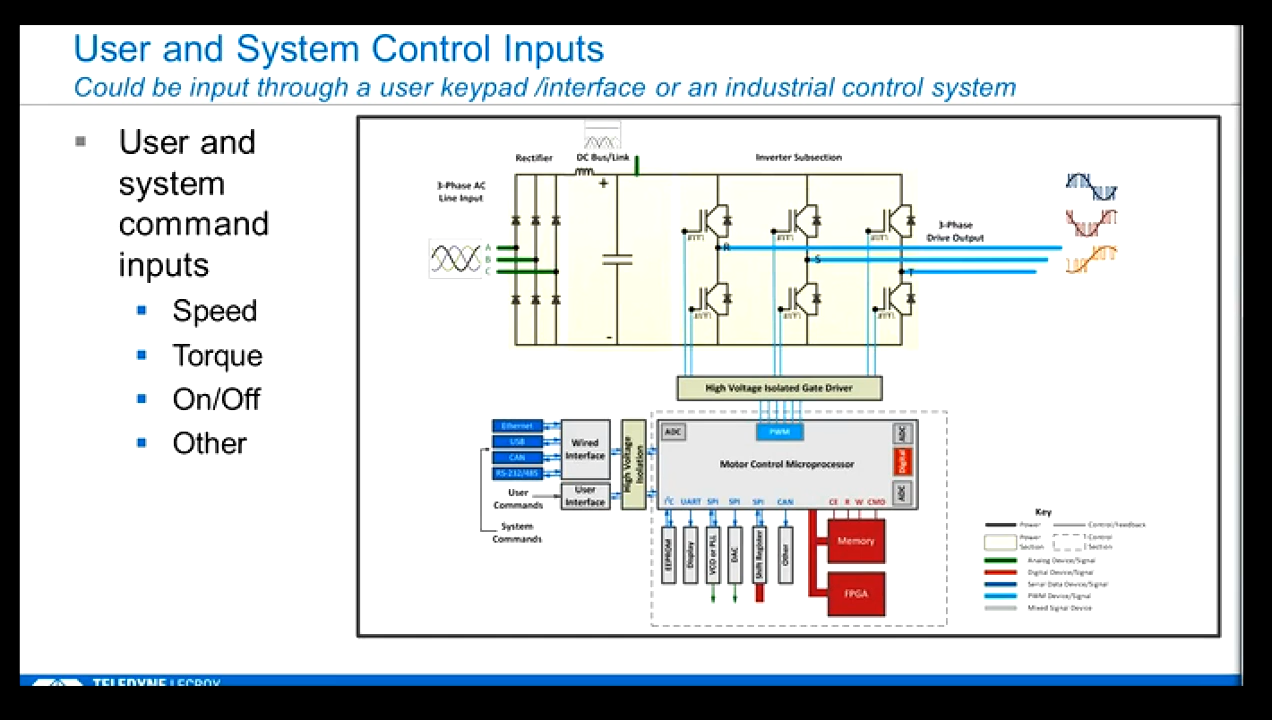 User and System Control Inputs
Could be input through a user keypad /interface or an industrial control system
User and
system
command
inputs
Speed
Torque
On/Off
Other
Rectifier
DC Bus/Link
Inverter Subsection
3-Phase AC
Line Input
+
-
A
B
C
R
S
T
3-Phase
Drive Output
High Voltage Isolated Gate Driver
Ethernet
USB
CAN
RS-232/485
Wired
Interface
User
Interface
High Voltage
Isolation
User
Commands
System
Commands
ADC
PWM
ADC
Digital
ADC
Motor Control Microprocessor
I²C UART SPI SPI SPI CAN
CE R W CMD
EEPROM
Display
VCO or PLL
DAC
Shift Register
Other
Memory
FPGA
Key
Power
Control/Feedback
Power
Section
Control
Section
Analog Device/Signal
Digital Device/Signal
Serial Data Device/Signal
PWM Device/Signal
Mixed Signal Device
TELEDYNE LECROY